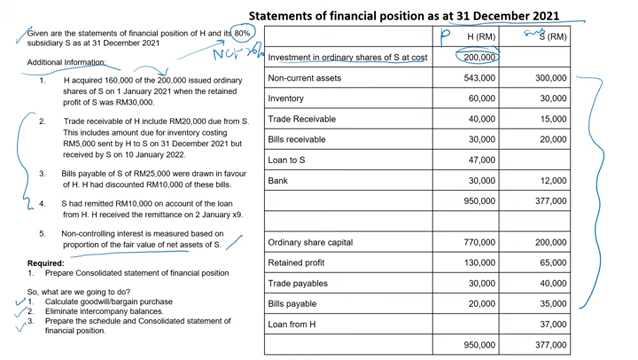 Statements of financial position as at 31 December 2021
Given are the statements of financial position of H and its 80%
subsidiary S as at 31 December 2021
NCI 20%
Additional Information:
1. H acquired 160,000 of the 200,000 issued ordinary
shares of S on 1 January 2021 when the retained
profit of S was RM30,000.
2. Trade receivable of H include RM20,000 due from S.
This includes amount due for inventory costing
RM5,000 sent by H to S on 31 December 2021 but
received by S on 10 January 2022.
3. Bills payable of S of RM25,000 were drawn in favour
of H. H had discounted RM10,000 of these bills.
4. S had remitted RM10,000 on account of the loan
from H. H received the remittance on 2 January x9.
5. Non-controlling interest is measured based on
proportion of the fair value of net assets of S.
Required:
1. Prepare Consolidated statement of financial position
So, what are we going to do?
1. Calculate goodwill/bargain purchase
2. Eliminate intercompany balances.
3. Prepare the schedule and Consolidated statement of
financial position.
P H (RM) S (RM)
Investment in ordinary shares of S at cost 200,000
Non-current assets 543,000 300,000
Inventory 60,000 30,000
Trade Receivable 40,000 15,000
Bills receivable 30,000 20,000
Loan to S 47,000
Bank 30,000 12,000
950,000 377,000
Ordinary share capital 770,000 200,000
Retained profit 130,000 65,000
Trade payables 30,000 40,000
Bills payable 20,000 35,000
Loan from H 37,000
950,000 377,000